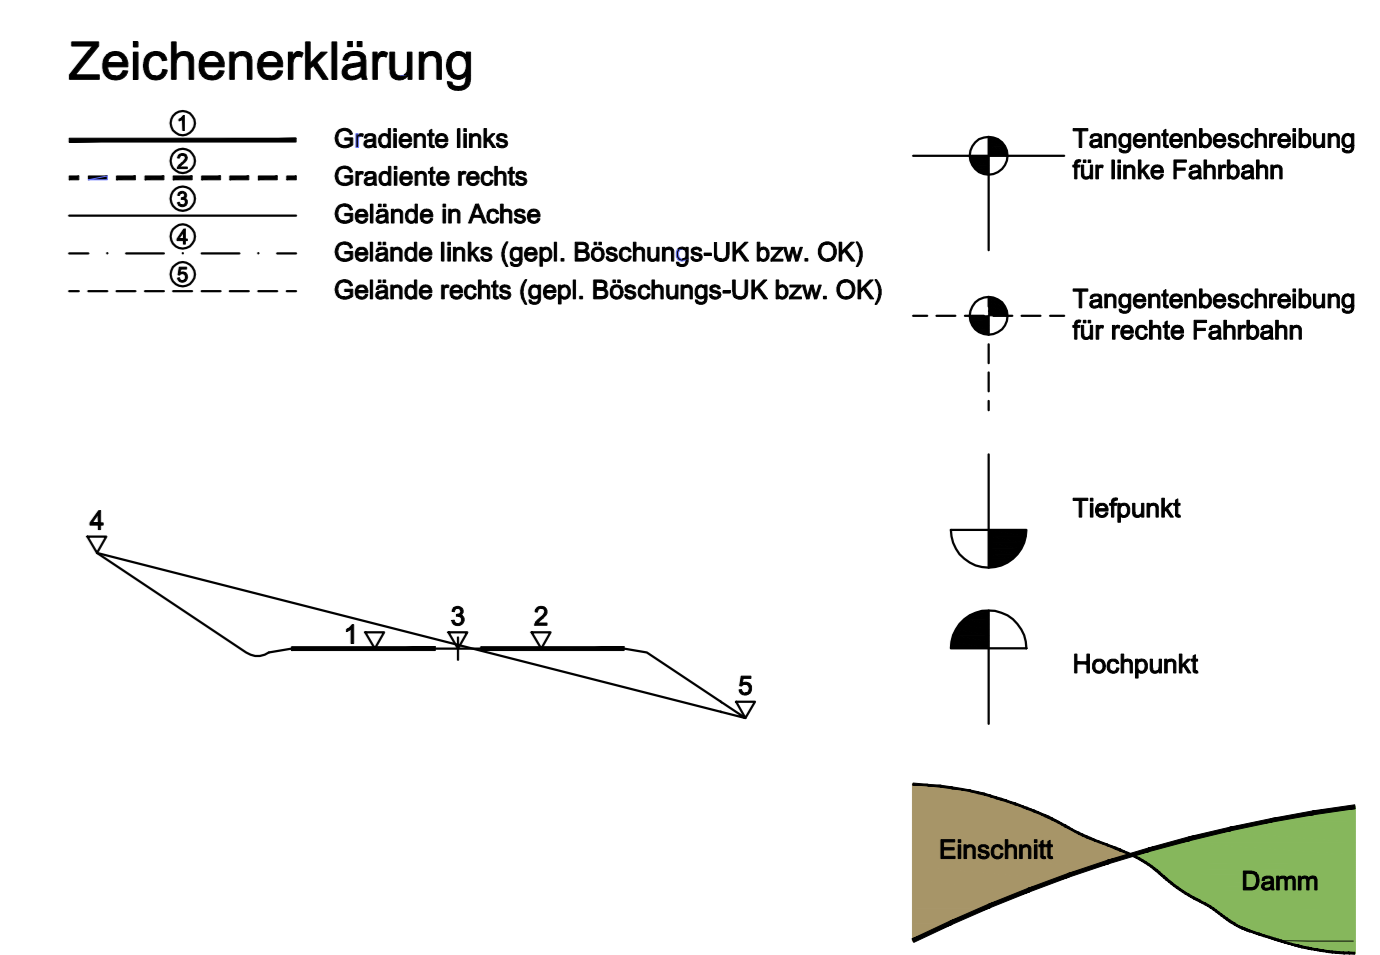 Zeichenerklärung
1
Gradiente links
2
Gradiente rechts
3
Gelände in Achse
4
Gelände links (gepl. Böschungs-UK bzw. OK)
5
Gelände rechts (gepl. Böschungs-UK bzw. OK)
Tangentenbeschreibung
für linke Fahrbahn
Tangentenbeschreibung
für rechte Fahrbahn
Tiefpunkt
Hochpunkt
4
1
3
2
5
Einschnitt
Damm